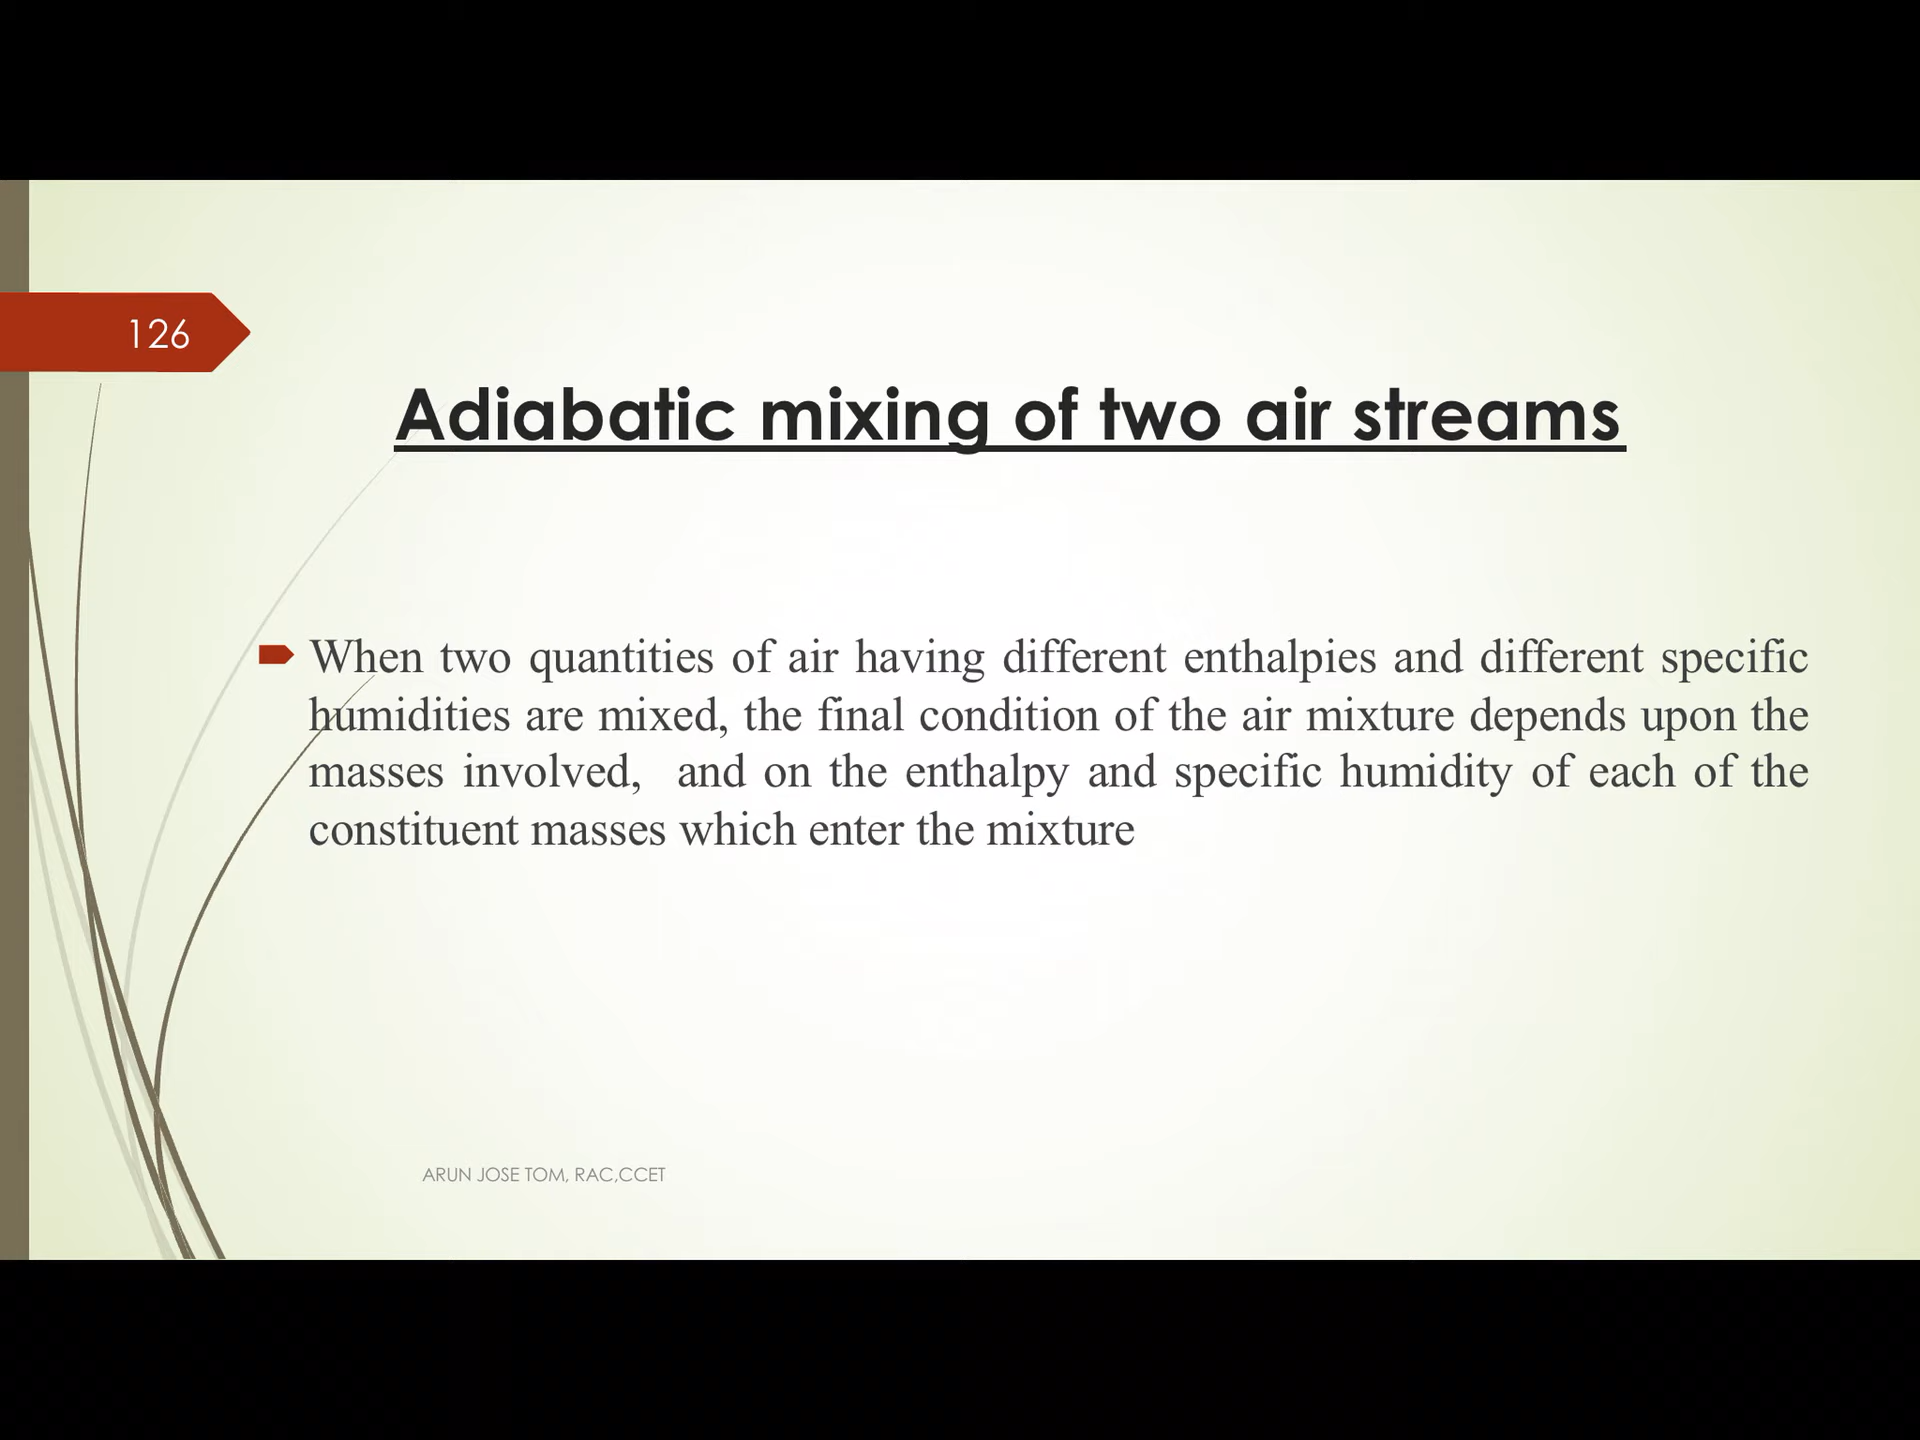 126
Adiabatic mixing of two air streams
When two quantities of air having different enthalpies and different specific
humidities are mixed, the final condition of the air mixture depends upon the
masses involved,  and on the enthalpy and specific humidity of each of the
constituent masses which enter the mixture
ARUN JOSE TOM, RAC,CCET